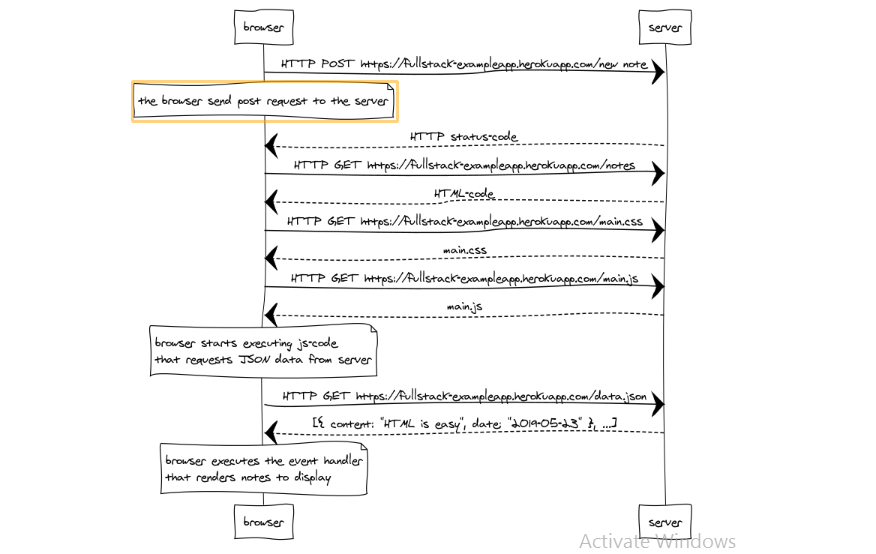 browser server
HTTP POST https://fullstack-exampleapp.herokuapp.com/new note
the browser send post request to the server
HTTP status-code
HTTP GET https://fullstack-exampleapp.herokuapp.com/notes
HTML-code
HTTP GET https://fullstack-exampleapp.herokuapp.com/main.css
main.css
HTTP GET https://fullstack-exampleapp.herokuapp.com/main.js
main.js
browser starts executing js-code
that requests JSON data from server
HTTP GET https://fullstack-exampleapp.herokuapp.com/data.json
[{ content: "HTML is easy", date: "2019-05-23" }, ...]
browser executes the event handler
that renders notes to display
browser server
Activate Windows